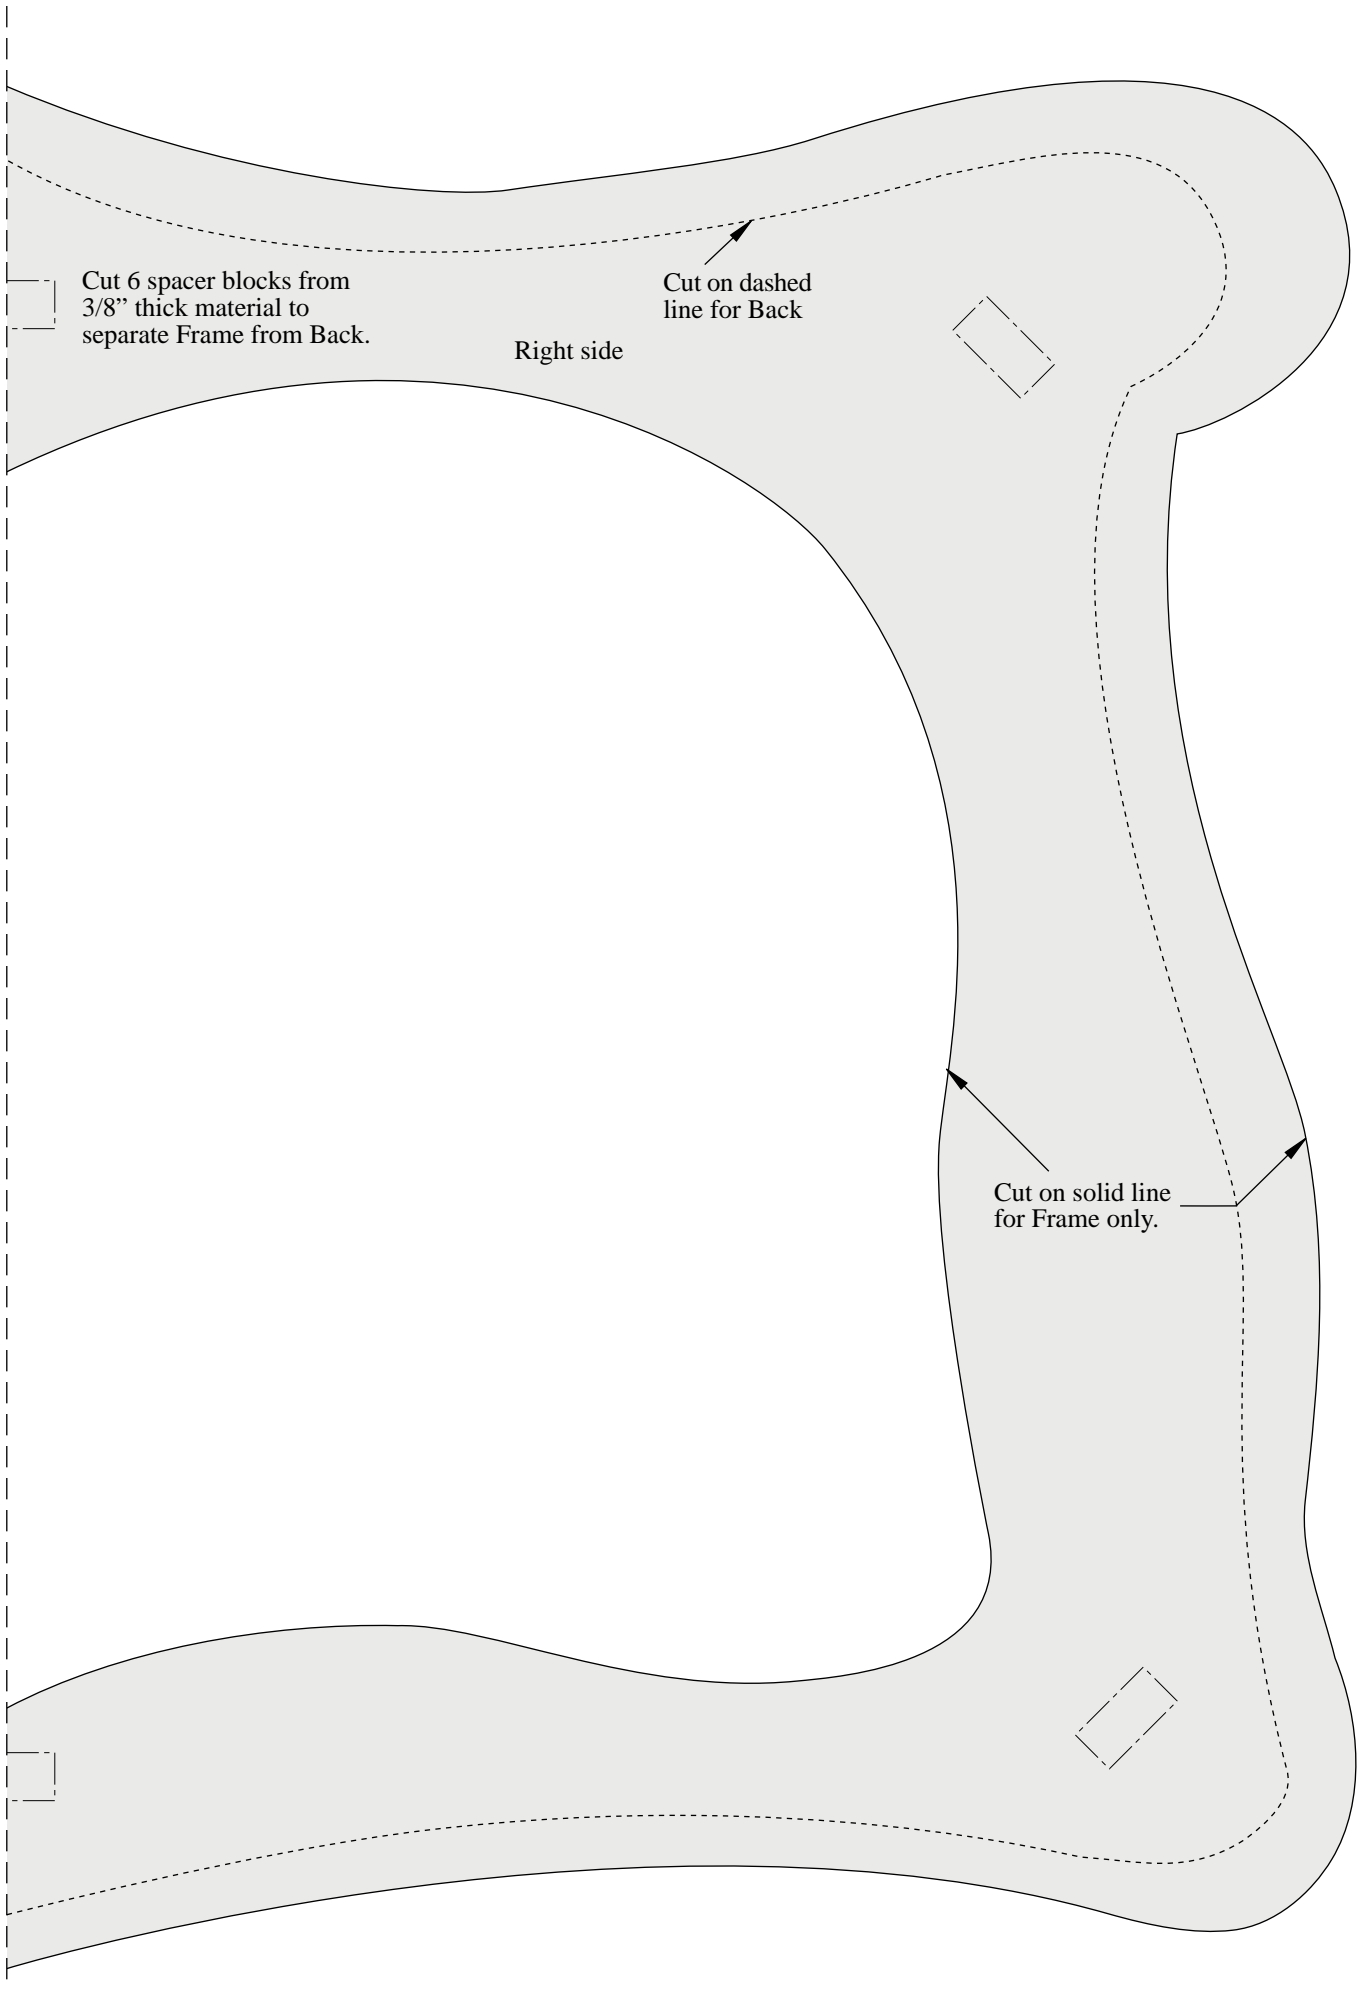 Cut 6 spacer blocks from
3/8” thick material to
separate Frame from Back.
Cut on dashed
line for Back
Right side
Cut on solid line
for Frame only.